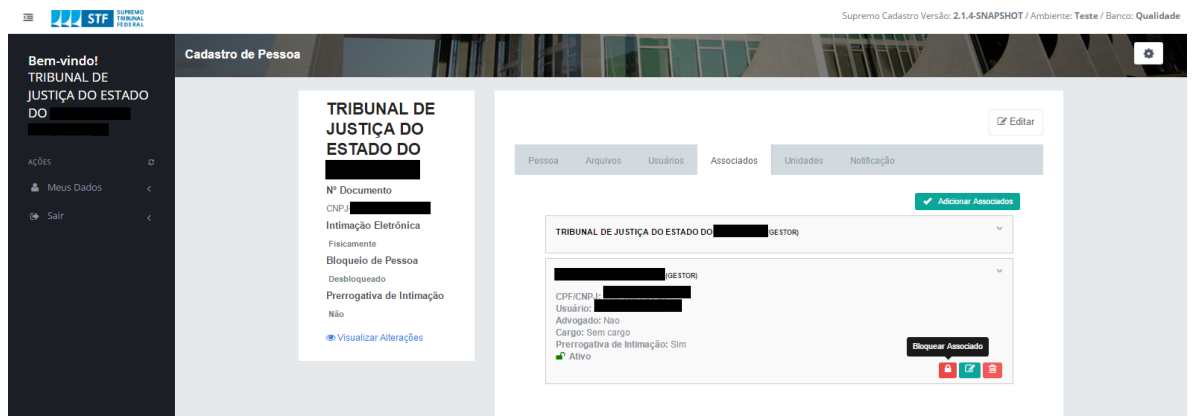 STF SUPREMO TRIBUNAL FEDERAL
Supremo Cadastro Versão: 2.1.4-SNAPSHOT / Ambiente: Teste / Banco: Qualidade
Bem-vindo!
TRIBUNAL DE
JUSTIÇA DO ESTADO
DO
AÇÕES
Meus Dados
Sair
Cadastro de Pessoa
TRIBUNAL DE
JUSTIÇA DO
ESTADO DO
Nº Documento
CNPJ
Intimação Eletrônica
Fisicamente
Bloqueio de Pessoa
Desbloqueado
Prerrogativa de Intimação
Não
Visualizar Alterações
Editar
Pessoa Arquivos Usuários Associados Unidades Notificação
Adicionar Associados
TRIBUNAL DE JUSTIÇA DO ESTADO DO GESTOR)
(GESTOR)
CPF/CNPJ:
Usuário:
Advogado: Nao
Cargo: Sem cargo
Prerrogativa de Intimação: Sim
Ativo
Bloquear Associado